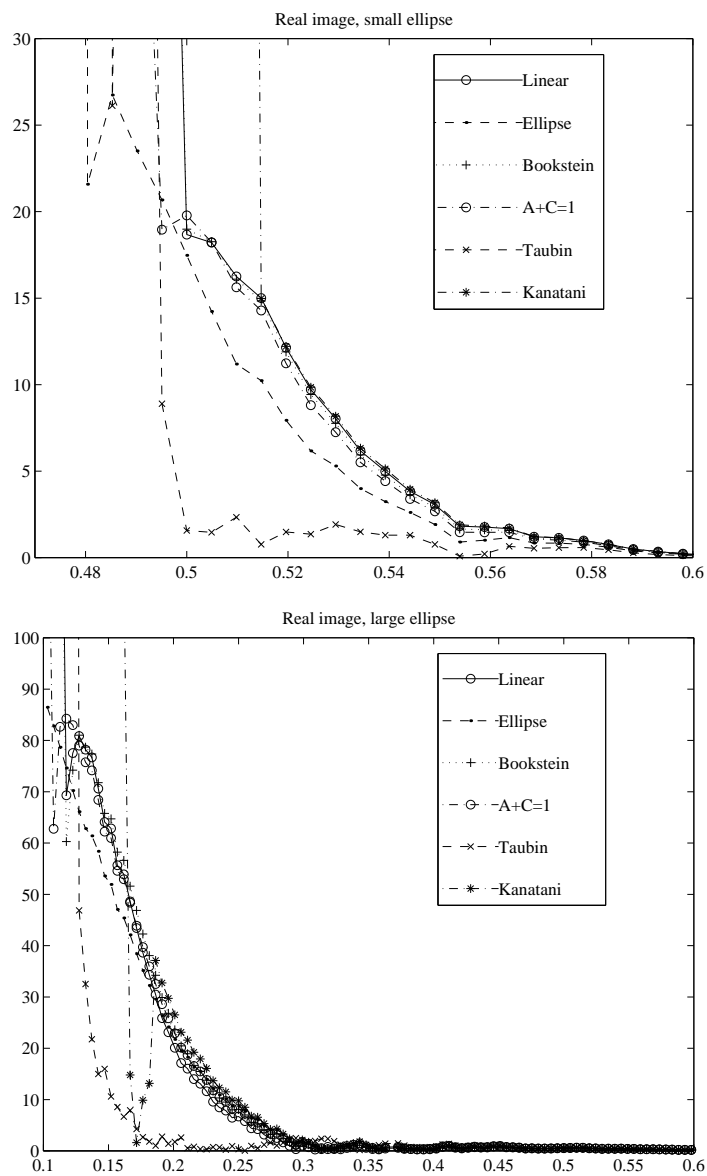 Real image, small ellipse
30
25
20
15
10
5
0
Linear
Ellipse
Bookstein
A+C=1
Taubin
Kanatani
0.48 0.5 0.52 0.54 0.56 0.58 0.6
Real image, large ellipse
100
90
80
70
60
50
40
30
20
10
0
Linear
Ellipse
Bookstein
A+C=1
Taubin
Kanatani
0.1 0.15 0.2 0.25 0.3 0.35 0.4 0.45 0.5 0.55 0.6